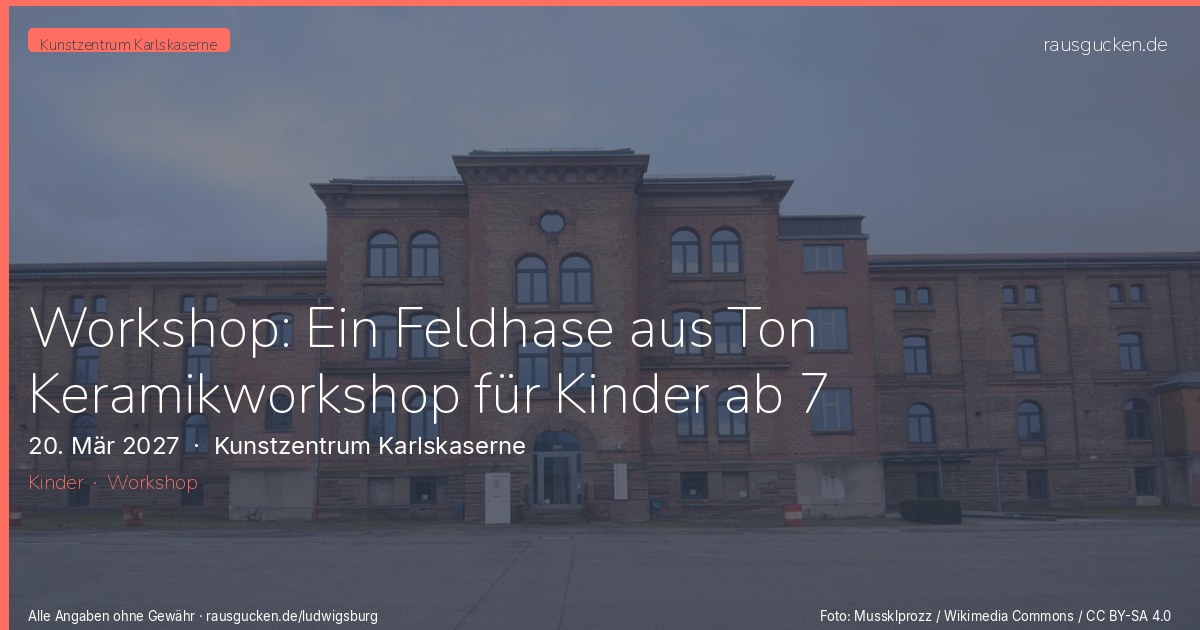 Kunstzentrum Karlskaserne
rausgucken.de
Workshop: Ein Feldhase aus Ton
Keramikworkshop für Kinder ab 7
20. Mär 2027 · Kunstzentrum Karlskaserne
Kinder · Workshop
Alle Angaben ohne Gewähr · rausgucken.de/ludwigsburg
Foto: Mussklprozz / Wikimedia Commons / CC BY-SA 4.0